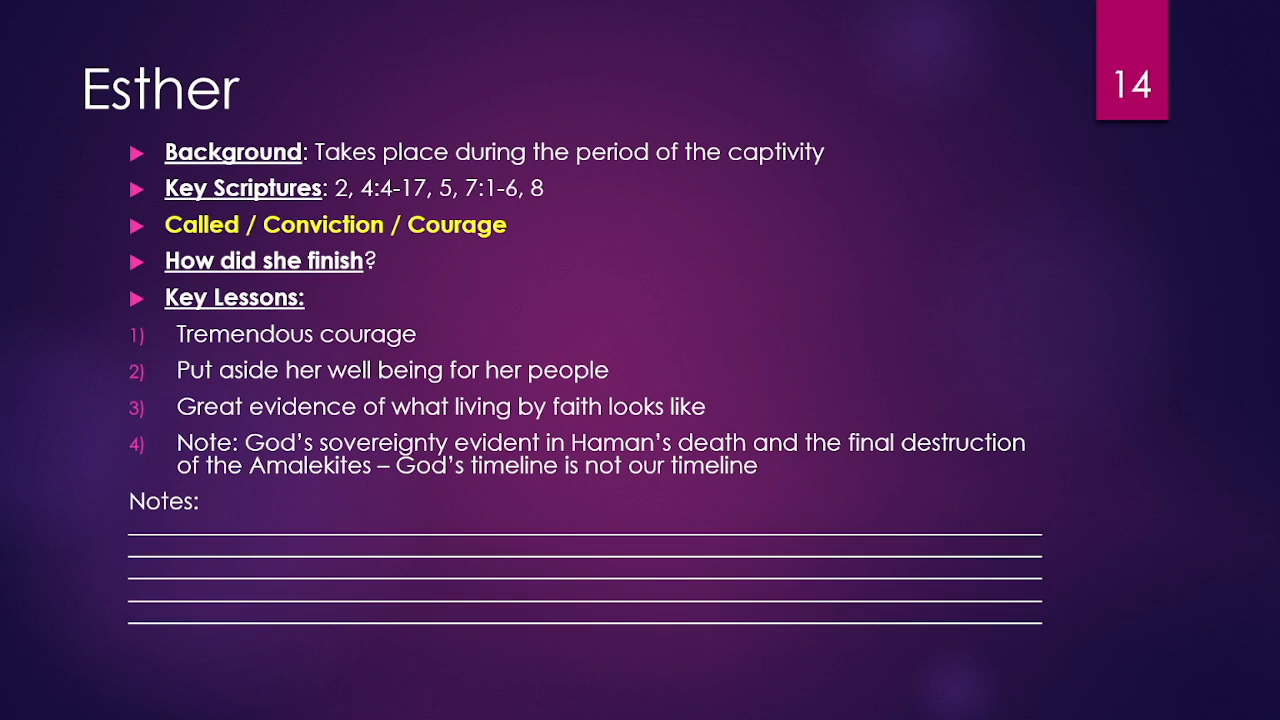 Esther
14
Background: Takes place during the period of the captivity
Key Scriptures: 2, 4:4-17, 5, 7:1-6, 8
Called / Conviction / Courage
How did she finish?
Key Lessons:
1) Tremendous courage
2) Put aside her well being for her people
3) Great evidence of what living by faith looks like
4) Note: God's sovereignty evident in Haman's death and the final destruction
of the Amalekites – God's timeline is not our timeline
Notes: